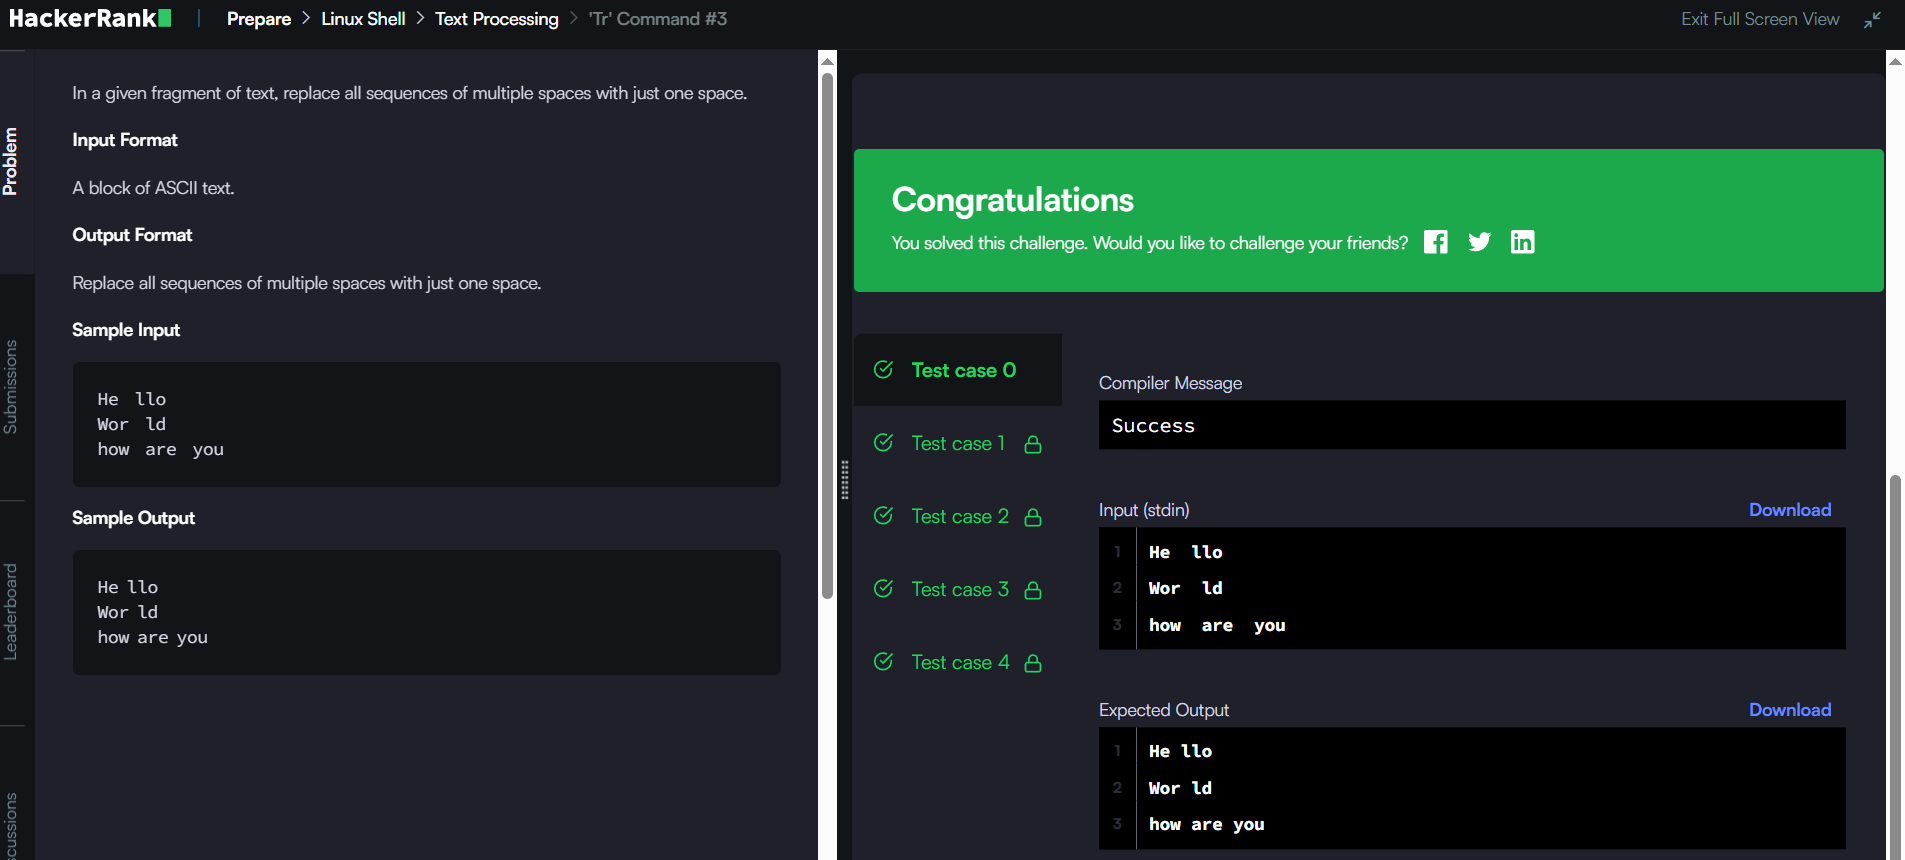 HackerRank
Prepare > Linux Shell > Text Processing > 'Tr' Command #3
Exit Full Screen View
Problem
Submissions
Leaderboard
In a given fragment of text, replace all sequences of multiple spaces with just one space.
Input Format
A block of ASCII text.
Output Format
Replace all sequences of multiple spaces with just one space.
Sample Input
He  llo
Wor  ld
how  are  you
Sample Output
He llo
Wor ld
how are you
Congratulations
You solved this challenge. Would you like to challenge your friends?
Test case 0
Test case 1
Test case 2
Test case 3
Test case 4
Compiler Message
Success
Input (stdin)
Download
1 He  llo
2 Wor  ld
3 how  are  you
Expected Output
Download
1 He llo
2 Wor ld
3 how are you